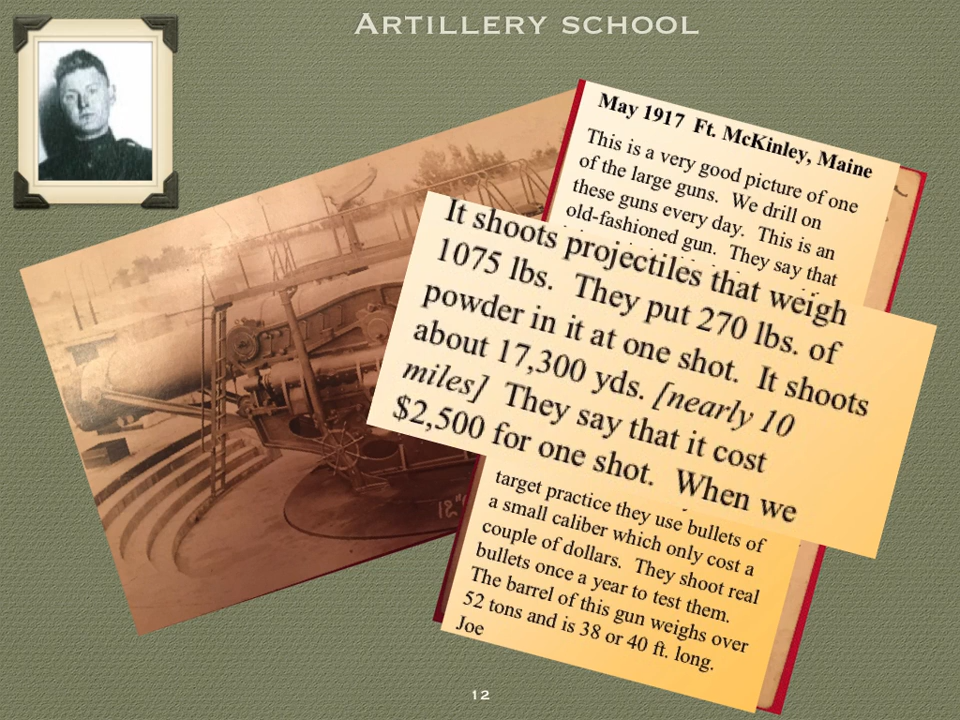 ARTILLERY SCHOOL
May 1917 Ft. McKinley, Maine
This is a very good picture of one
of the large guns. We drill on
these guns every day. This is an
old-fashioned gun. They say that
It shoots projectiles that weigh
1075 lbs. They put 270 lbs. of
powder in it at one shot. It shoots
about 17,300 yds. [nearly 10
miles] They say that it cost
$2,500 for one shot. When we
target practice they use bullets of
a small caliber which only cost a
couple of dollars. They shoot real
bullets once a year to test them.
The barrel of this gun weighs over
52 tons and is 38 or 40 ft. long.
Joe
12"
12